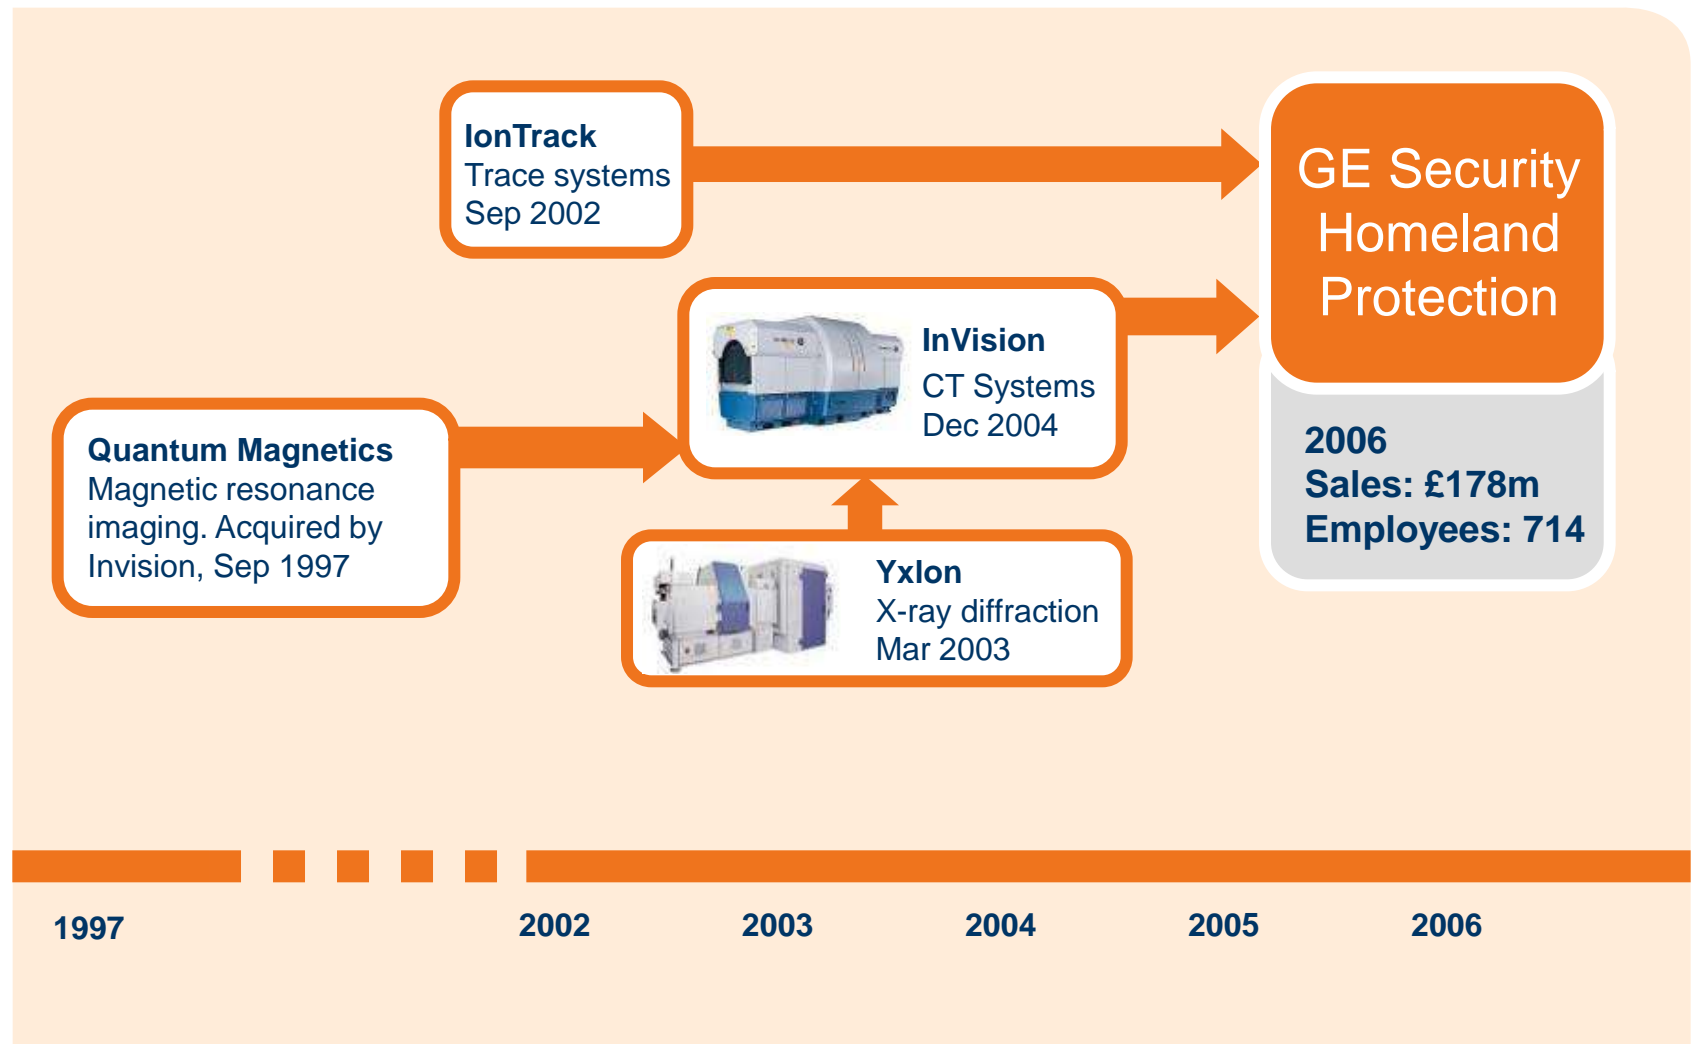 IonTrack
Trace systems
Sep 2002
GE Security
Homeland
Protection
InVision
CT Systems
Dec 2004
Quantum Magnetics
Magnetic resonance
imaging. Acquired by
Invision, Sep 1997
2006
Sales: £178m
Employees: 714
Yxlon
X-ray diffraction
Mar 2003
1997
2002
2003
2004
2005
2006